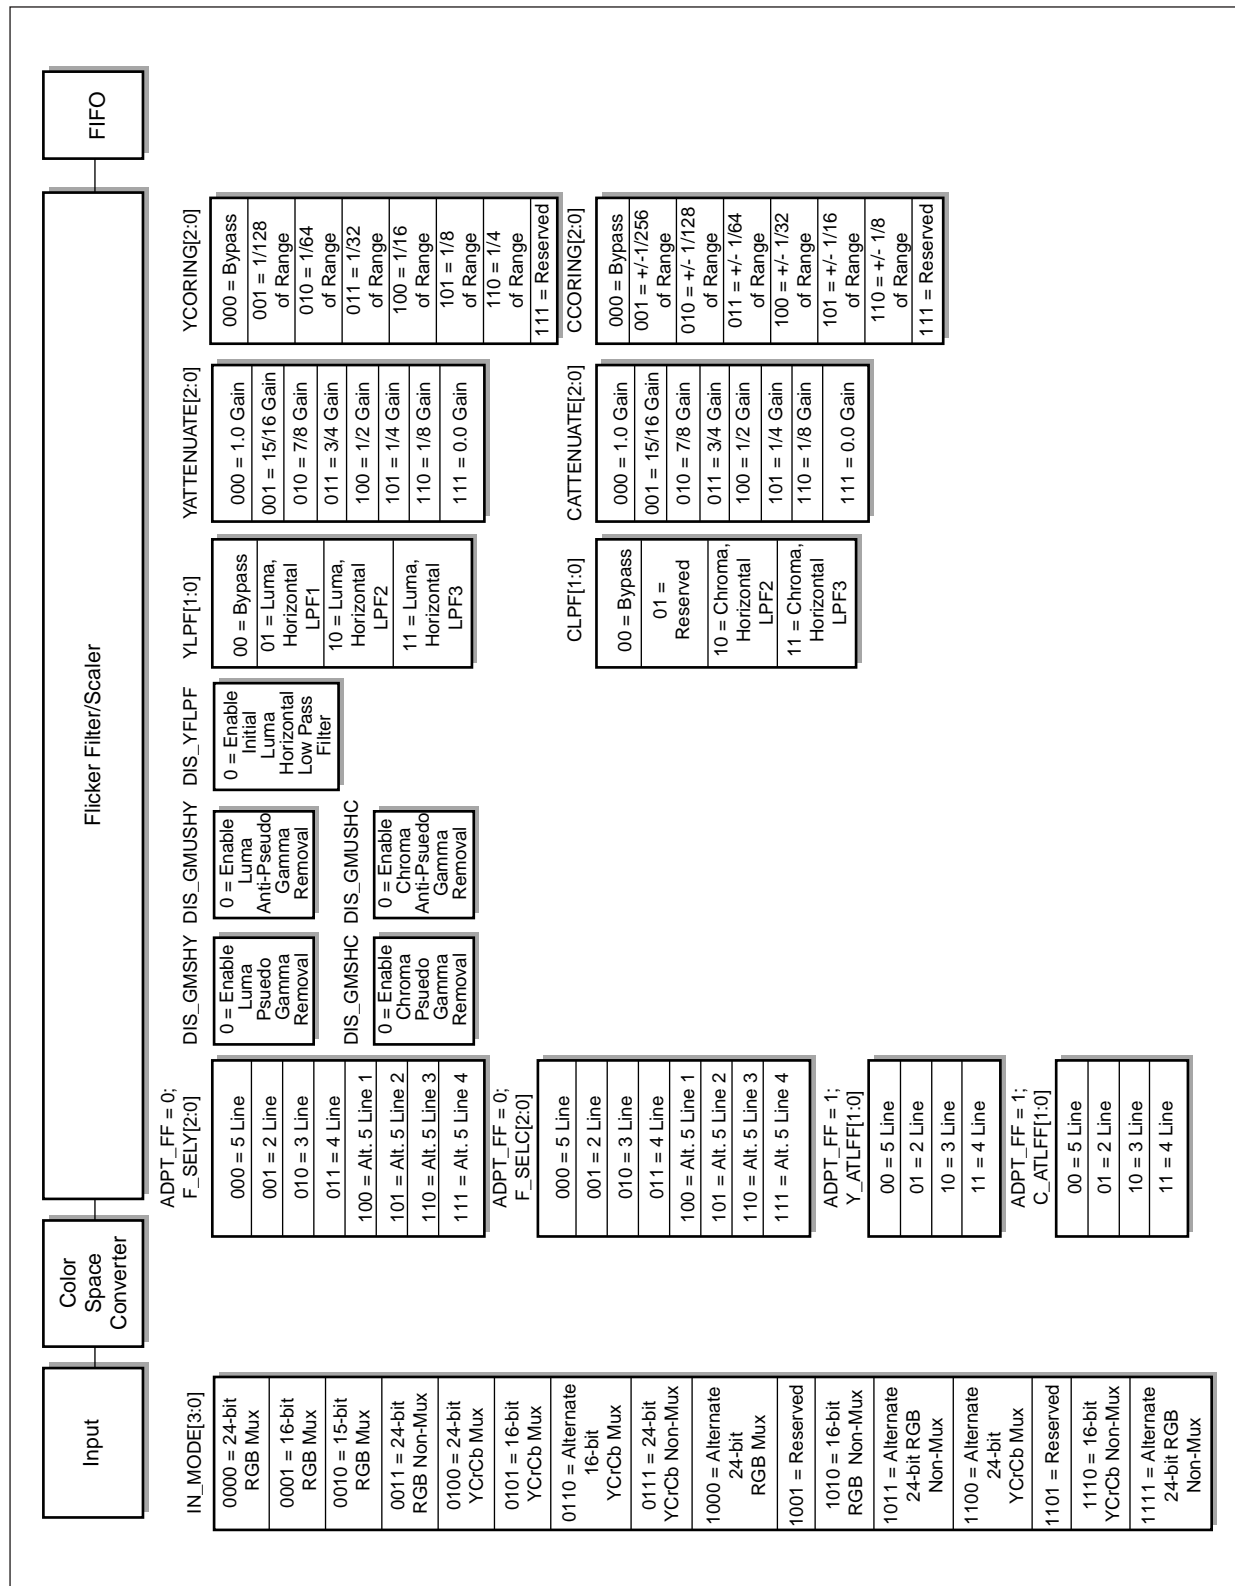 Input
Color
Space
Converter
Flicker Filter/Scaler
FIFO
IN_MODE[3:0]
0000 = 24-bit
RGB Mux
0001 = 16-bit
RGB Mux
0010 = 15-bit
RGB Mux
0011 = 24-bit
RGB Non-Mux
0100 = 24-bit
YCrCb Mux
0101 = 16-bit
YCrCb Mux
0110 = Alternate
16-bit
YCrCb Mux
0111 = 24-bit
YCrCb Non-Mux
1000 = Alternate
24-bit
RGB Mux
1001 = Reserved
1010 = 16-bit
RGB Non-Mux
1011 = Alternate
24-bit RGB
Non-Mux
1100 = Alternate
24-bit
YCrCb Mux
1101 = Reserved
1110 = 16-bit
YCrCb Non-Mux
1111 = Alternate
24-bit RGB
Non-Mux
ADPT_FF = 0;
F_SELY[2:0]
000 = 5 Line
001 = 2 Line
010 = 3 Line
011 = 4 Line
100 = Alt. 5 Line 1
101 = Alt. 5 Line 2
110 = Alt. 5 Line 3
111 = Alt. 5 Line 4
ADPT_FF = 0;
F_SELC[2:0]
000 = 5 Line
001 = 2 Line
010 = 3 Line
011 = 4 Line
100 = Alt. 5 Line 1
101 = Alt. 5 Line 2
110 = Alt. 5 Line 3
111 = Alt. 5 Line 4
ADPT_FF = 1;
Y_ATLFF[1:0]
00 = 5 Line
01 = 2 Line
10 = 3 Line
11 = 4 Line
ADPT_FF = 1;
C_ATLFF[1:0]
00 = 5 Line
01 = 2 Line
10 = 3 Line
11 = 4 Line
DIS_GMSHY
0 = Enable
Luma
Psuedo
Gamma
Removal
DIS_GMSHC
0 = Enable
Chroma
Psuedo
Gamma
Removal
DIS_GMUSHY
0 = Enable
Luma
Anti-Pseudo
Gamma
Removal
DIS_GMUSHC
0 = Enable
Chroma
Anti-Psuedo
Gamma
Removal
DIS_YFLPF
0 = Enable
Initial
Luma
Horizontal
Low Pass
Filter
YLPF[1:0]
00 = Bypass
01 = Luma,
Horizontal
LPF1
10 = Luma,
Horizontal
LPF2
11 = Luma,
Horizontal
LPF3
CLPF[1:0]
00 = Bypass
01 =
Reserved
10 = Chroma,
Horizontal
LPF2
11 = Chroma,
Horizontal
LPF3
YATTENUATE[2:0]
000 = 1.0 Gain
001 = 15/16 Gain
010 = 7/8 Gain
011 = 3/4 Gain
100 = 1/2 Gain
101 = 1/4 Gain
110 = 1/8 Gain
111 = 0.0 Gain
CATTENUATE[2:0]
000 = 1.0 Gain
001 = 15/16 Gain
010 = 7/8 Gain
011 = 3/4 Gain
100 = 1/2 Gain
101 = 1/4 Gain
110 = 1/8 Gain
111 = 0.0 Gain
YCORING[2:0]
000 = Bypass
001 = 1/128
of Range
010 = 1/64
of Range
011 = 1/32
of Range
100 = 1/16
of Range
101 = 1/8
of Range
110 = 1/4
of Range
111 = Reserved
CCORING[2:0]
000 = Bypass
001 = +/-1/256
of Range
010 = +/- 1/128
of Range
011 = +/- 1/64
of Range
100 = +/- 1/32
of Range
101 = +/- 1/16
of Range
110 = +/- 1/8
of Range
111 = Reserved